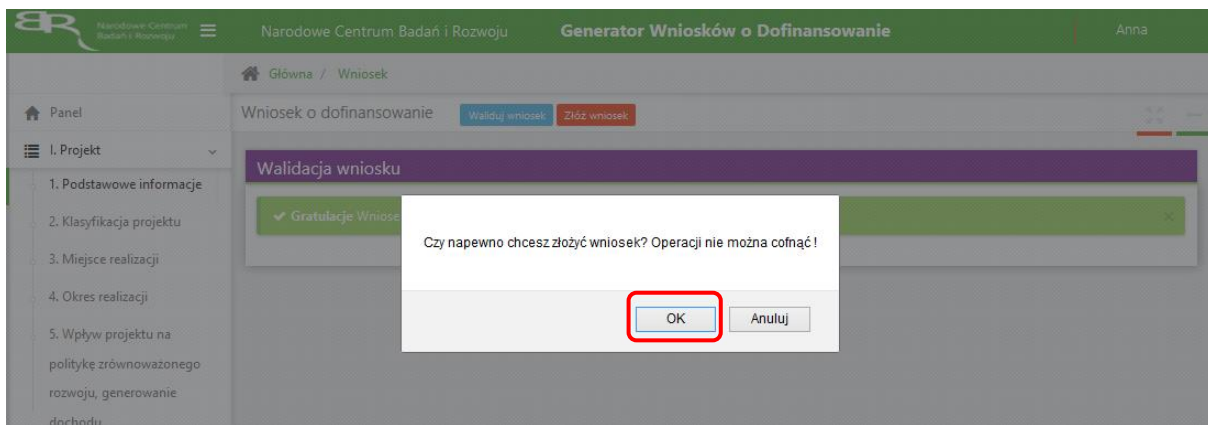 BR Narodowe Centrum
Badań i Rozwoju
Narodowe Centrum Badań i Rozwoju Generator Wniosków o Dofinansowanie Anna
Główna / Wniosek
Panel
Wniosek o dofinansowanie Waliduj wniosek Złóż wniosek
I. Projekt
Walidacja wniosku
1. Podstawowe informacje
2. Klasyfikacja projektu
Gratulacje Wniose
Czy napewno chcesz złożyć wniosek? Operacji nie można cofnąć !
3. Miejsce realizacji
4. Okres realizacji
OK Anuluj
5. Wpływ projektu na
politykę zrównoważonego
rozwoju, generowanie
dochodu